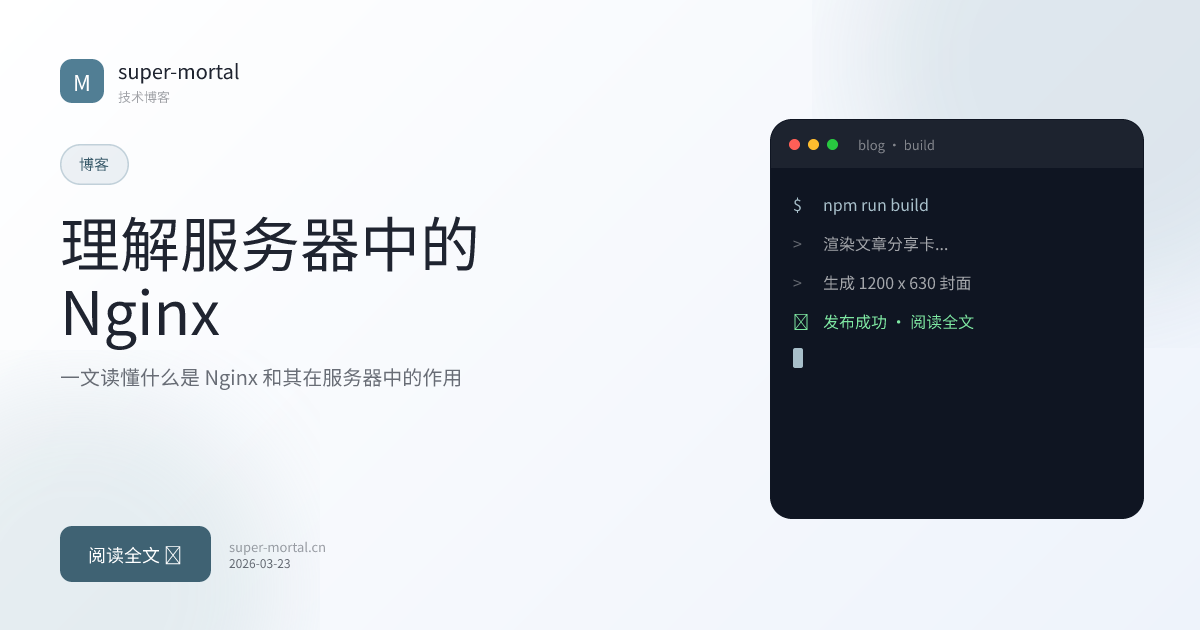 M
super-mortal
技术博客
博客
理解服务器中的
Nginx
一文读懂什么是 Nginx 和其在服务器中的作用
阅读全文
super-mortal.cn
2026-03-23
blog · build
$ npm run build
> 渲染文章分享卡...
> 生成 1200 x 630 封面
发布成功 · 阅读全文